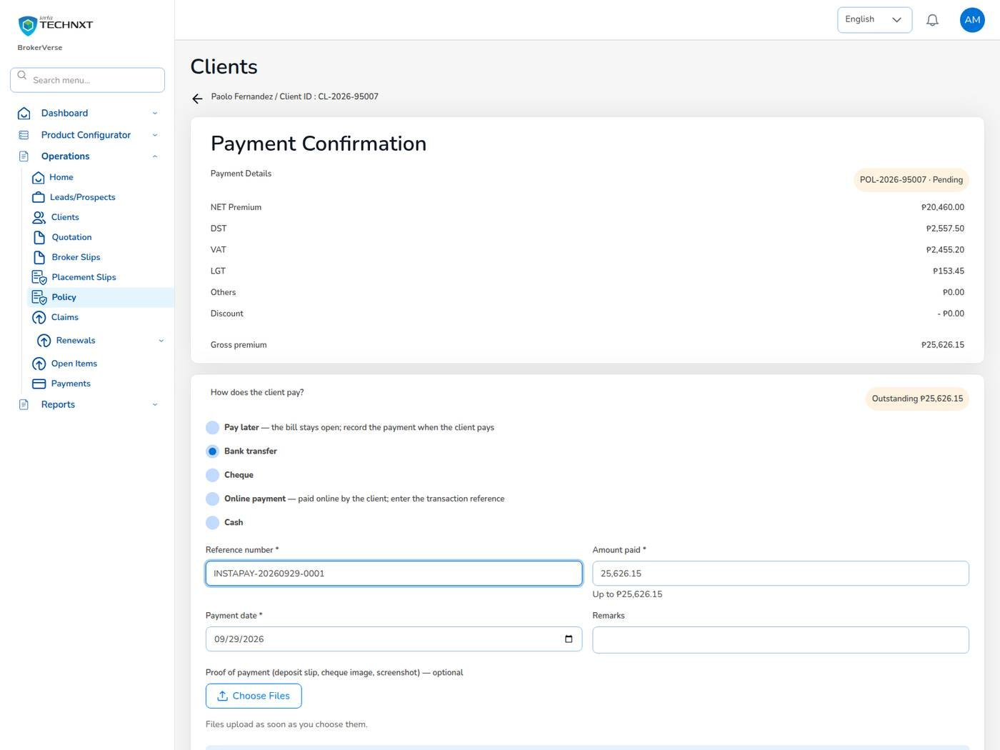 ıorta
TECHNXT
BrokerVerse
English
AM
Search menu...
Dashboard
Product Configurator
Operations
Home
Leads/Prospects
Clients
Quotation
Broker Slips
Placement Slips
Policy
Claims
Renewals
Open Items
Payments
Reports
Clients
Paolo Fernandez / Client ID : CL-2026-95007
Payment Confirmation
Payment Details
POL-2026-95007 · Pending
NET Premium ₱20,460.00
DST ₱2,557.50
VAT ₱2,455.20
LGT ₱153.45
Others ₱0.00
Discount - ₱0.00
Gross premium ₱25,626.15
How does the client pay?
Outstanding ₱25,626.15
Pay later — the bill stays open; record the payment when the client pays
Bank transfer
Cheque
Online payment — paid online by the client; enter the transaction reference
Cash
Reference number * Amount paid *
INSTAPAY-20260929-0001 25,626.15
Up to ₱25,626.15
Payment date * Remarks
09/29/2026
Proof of payment (deposit slip, cheque image, screenshot) — optional
Choose Files
Files upload as soon as you choose them.